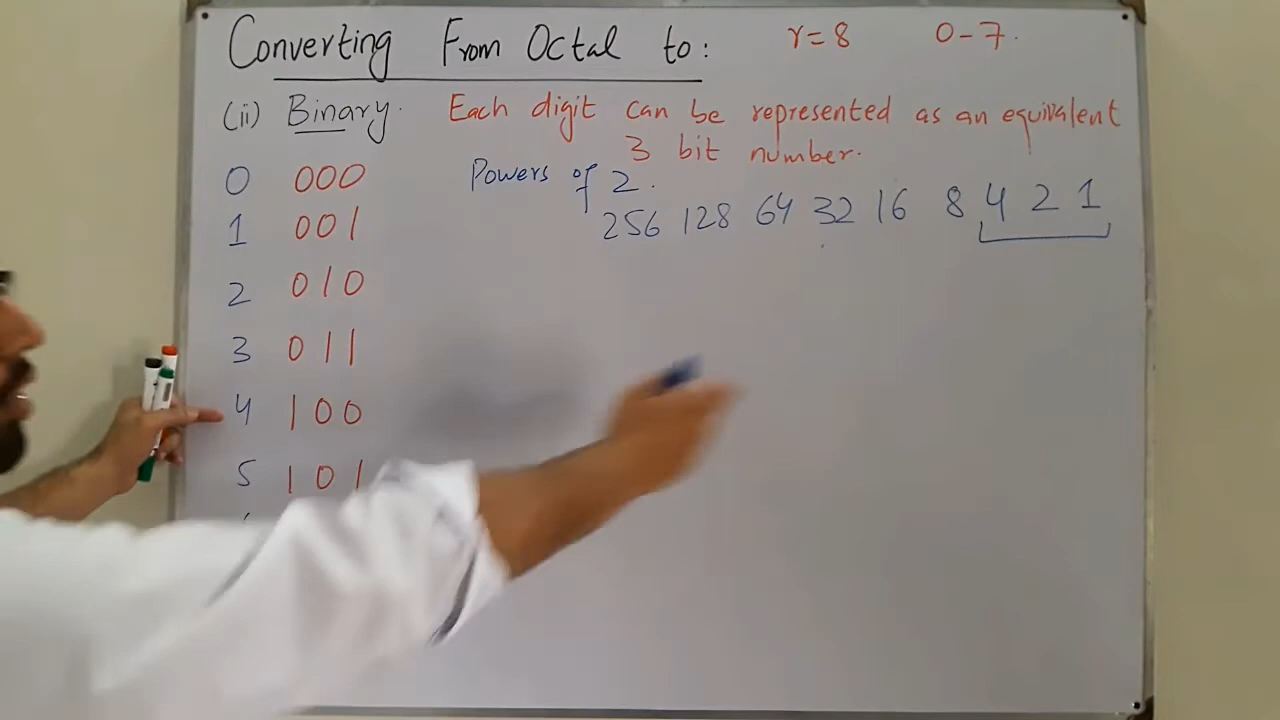 Converting From Octal to: r=8 0-7.
(ii) Binary. Each digit can be represented as an equivalent
3 bit number.
Powers of 2.
256 128 64 32 16 8 4 2 1
0 000
1 001
2 010
3 011
4 100
5 101